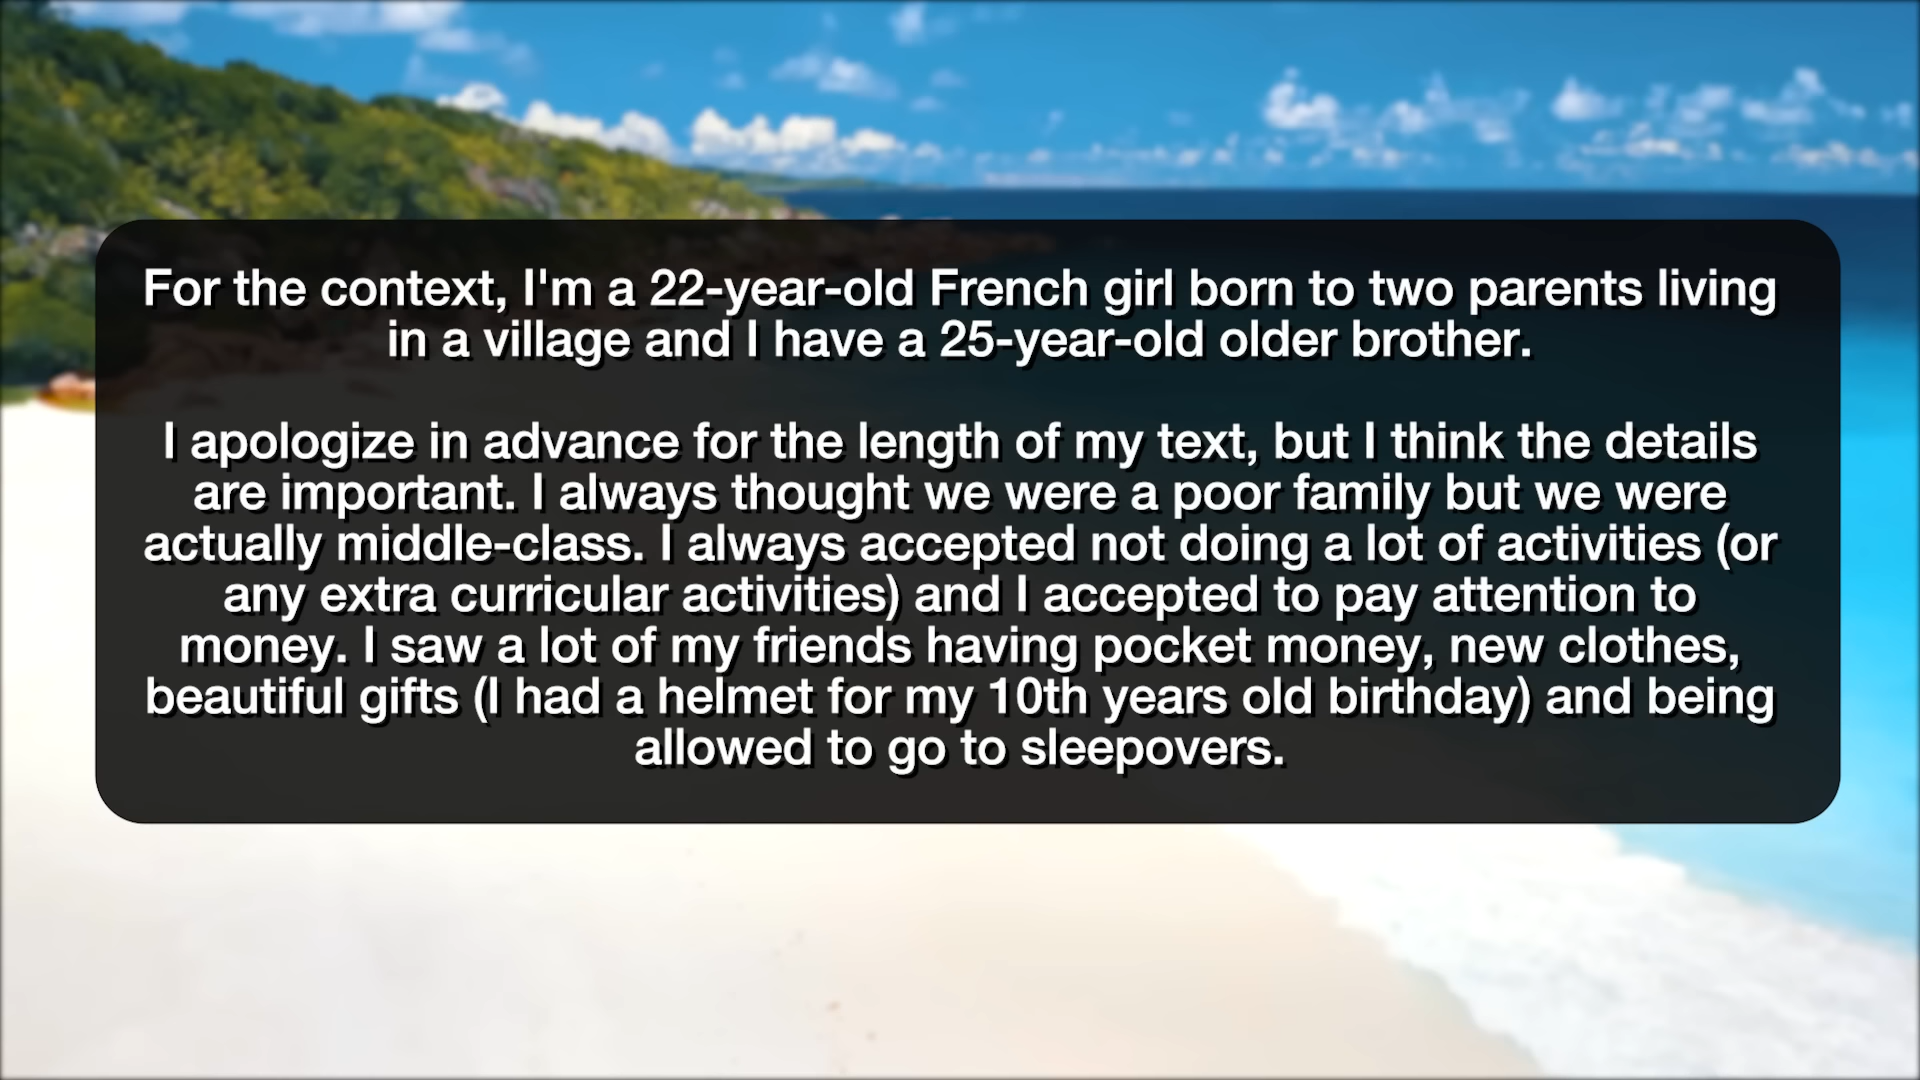 For the context, I'm a 22-year-old French girl born to two parents living
in a village and I have a 25-year-old older brother.
I apologize in advance for the length of my text, but I think the details
are important. I always thought we were a poor family but we were
actually middle-class. I always accepted not doing a lot of activities (or
any extra curricular activities) and I accepted to pay attention to
money. I saw a lot of my friends having pocket money, new clothes,
beautiful gifts (I had a helmet for my 10th years old birthday) and being
allowed to go to sleepovers.